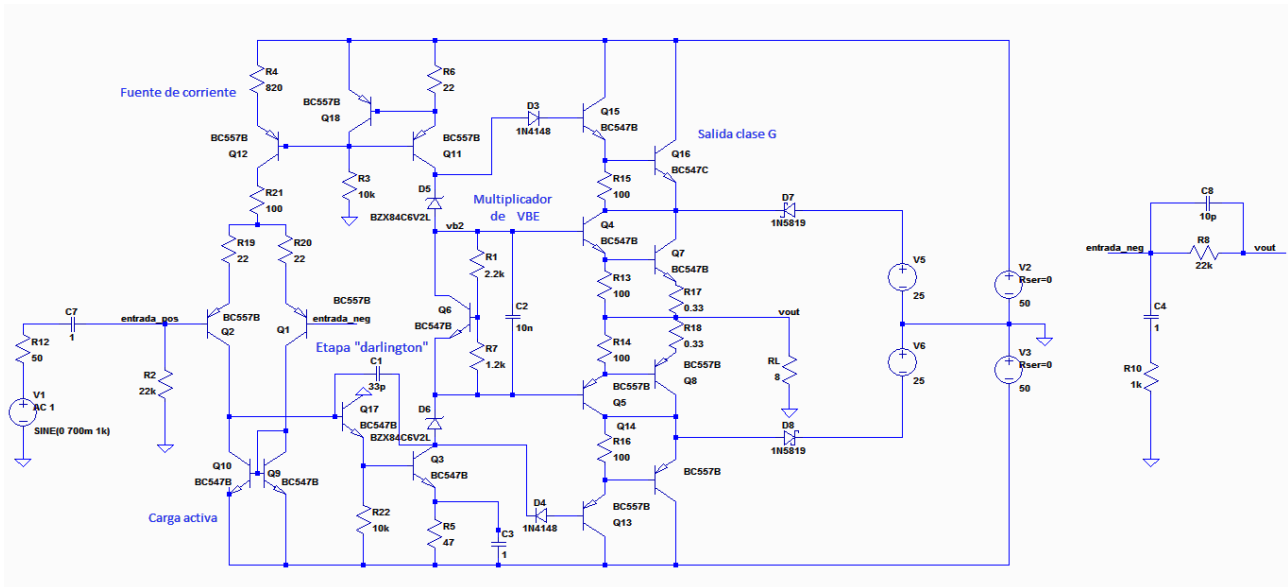 R4
820
R6
22
Fuente de corriente
BC557B
Q18
D3
1N4148
Q15
BC547B
Salida clase G
BC557B
Q12
BC557B
Q11
Q16
BC547C
R21
100
R3
10k
D5
BZX84C6V2L
Multiplicador
de VBE
R15
100
D7
1N5819
C8
10p
R19
22
R20
22
vb2
R1
2.2k
Q4
BC547B
Q7
BC547B
entrada_neg
R8
22k
vout
V5
25
V2
Rser=0
50
C7
1
entrada_pos
BC557B
Q2
BC557B
Q1
entrada_neg
Q6
BC547B
C2
10n
R13
100
R17
0.33
vout
C4
1
R12
50
Etapa "darlington"
R7
1.2k
R14
100
R18
0.33
RL
8
V6
25
V3
Rser=0
50
R2
22k
C1
33p
BC557B
Q5
BC557B
Q8
R10
1k
V1
AC 1
SINE(0 700m 1k)
Q17
BC547B
D6
BZX84C6V2L
Q14
D8
1N5819
Q10
BC547B
Q9
BC547B
Q3
BC547B
R16
100
BC557B
Carga activa
R22
10k
R5
47
C3
1
D4
1N4148
BC557B
Q13